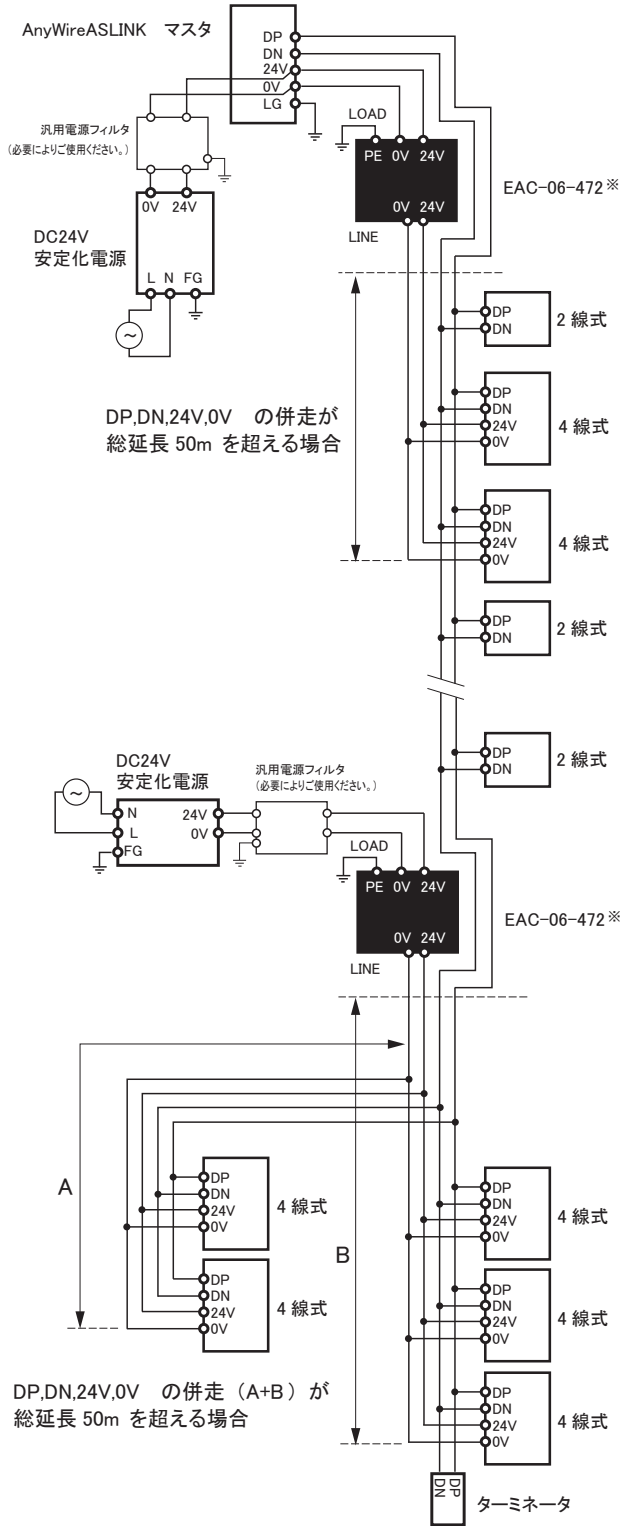 AnyWireASLINK マスタ
DP
DN
24V
0V
LG
汎用電源フィルタ
(必要によりご使用ください。)
0V 24V
DC24V
安定化電源
L N FG
~
LOAD
PE 0V 24V
0V 24V
LINE
EAC-06-472※
DP
DN
2線式
DP,DN,24V,0V の併走が
総延長 50m を超える場合
DP
DN
24V
0V
4線式
DP
DN
24V
0V
4線式
DP
DN
2線式
DP
DN
2線式
DC24V
安定化電源
~
N
L
FG
24V
0V
汎用電源フィルタ
(必要によりご使用ください。)
LOAD
PE 0V 24V
0V 24V
LINE
EAC-06-472※
A
B
DP
DN
24V
0V
4線式
DP
DN
24V
0V
4線式
DP
DN
24V
0V
4線式
DP
DN
24V
0V
4線式
DP
DN
24V
0V
4線式
DP,DN,24V,0V の併走(A+B)が
総延長 50m を超える場合
DP
DN
ターミネータ